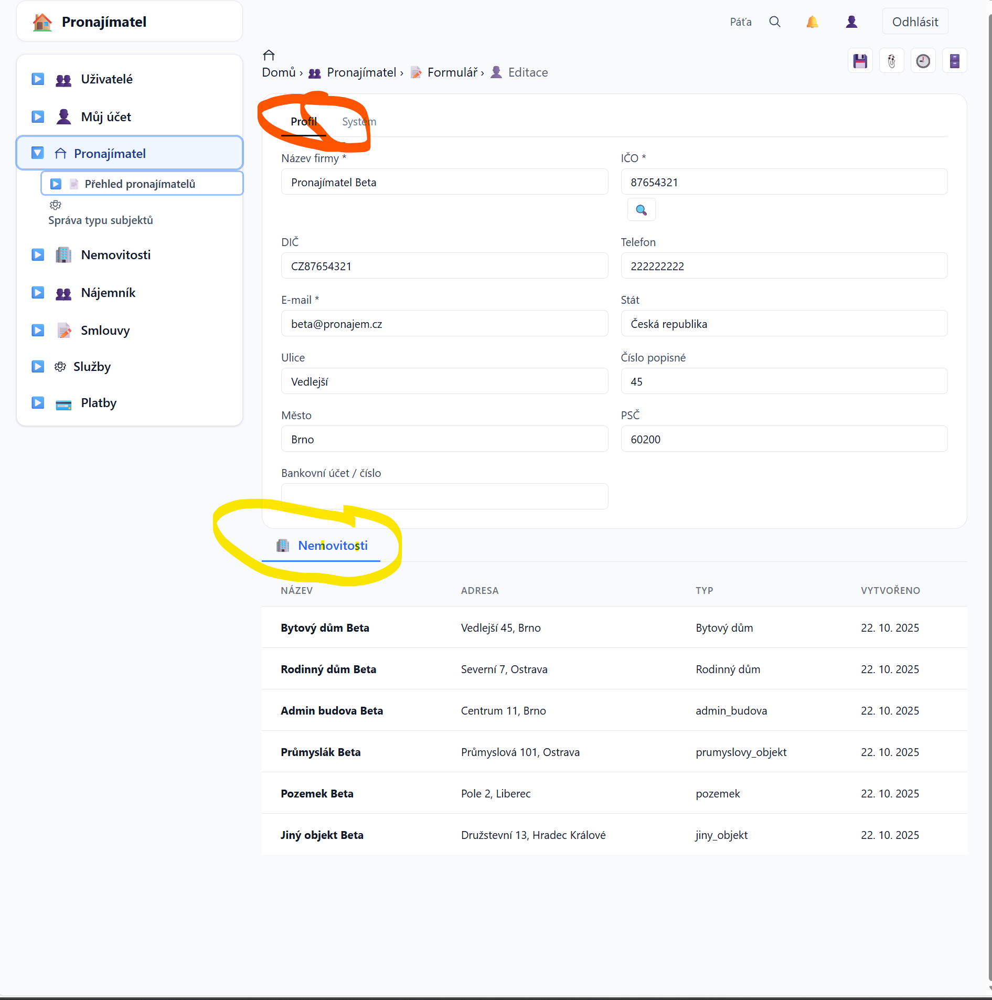 Pronajímatel
Páťa
Odhlásit
Uživatelé
Můj účet
Pronajímatel
Přehled pronajímatelů
Správa typu subjektů
Nemovitosti
Nájemník
Smlouvy
Služby
Platby
Domů › Pronajímatel › Formulář › Editace
Profil Systém
Název firmy *
Pronajímatel Beta
IČO *
87654321
DIČ
CZ87654321
Telefon
222222222
E-mail *
beta@pronajem.cz
Stát
Česká republika
Ulice
Vedlejší
Číslo popisné
45
Město
Brno
PSČ
60200
Bankovní účet / číslo
Nemovitosti
NÁZEV ADRESA TYP VYTVOŘENO
Bytový dům Beta Vedlejší 45, Brno Bytový dům 22. 10. 2025
Rodinný dům Beta Severní 7, Ostrava Rodinný dům 22. 10. 2025
Admin budova Beta Centrum 11, Brno admin_budova 22. 10. 2025
Průmyslák Beta Průmyslová 101, Ostrava prumyslovy_objekt 22. 10. 2025
Pozemek Beta Pole 2, Liberec pozemek 22. 10. 2025
Jiný objekt Beta Družstevní 13, Hradec Králové jiny_objekt 22. 10. 2025